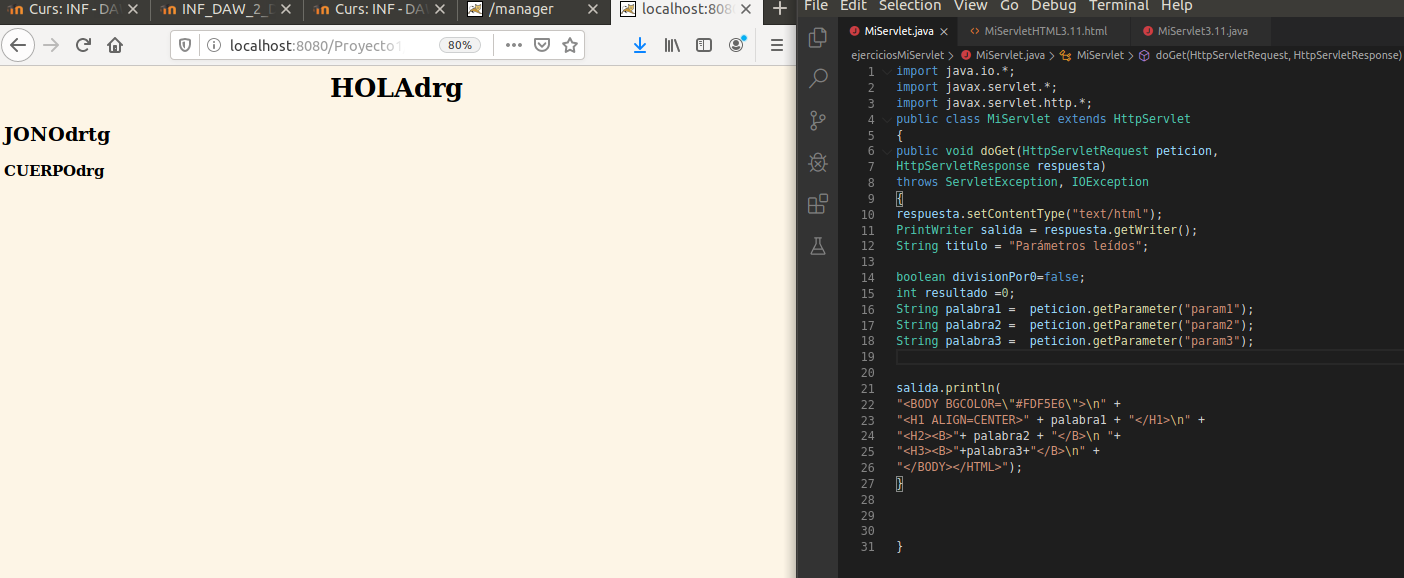 Curs: INF - DA
INF_DAW_2_D
Curs: INF - DA
/manager
localhost:808
localhost:8080/Proyecto1
80%
HOLAdrg
JONOdrtg
CUERPOdrg
File Edit Selection View Go Debug Terminal Help
MiServlet.java
MiServletHTML3.11.html
MiServlet3.11.java
ejerciciosMiServlet > MiServlet.java > MiServlet > doGet(HttpServletRequest, HttpServletResponse)
1 import java.io.*;
2 import javax.servlet.*;
3 import javax.servlet.http.*;
4 public class MiServlet extends HttpServlet
5 {
6 public void doGet(HttpServletRequest peticion,
7 HttpServletResponse respuesta)
8 throws ServletException, IOException
9 {
10 respuesta.setContentType("text/html");
11 PrintWriter salida = respuesta.getWriter();
12 String titulo = "Parámetros leídos";
13
14 boolean divisionPor0=false;
15 int resultado =0;
16 String palabra1 =  peticion.getParameter("param1");
17 String palabra2 =  peticion.getParameter("param2");
18 String palabra3 =  peticion.getParameter("param3");
19
20
21 salida.println(
22 "<BODY BGCOLOR=\"#FDF5E6\">\n" +
23 "<H1 ALIGN=CENTER>" + palabra1 + "</H1>\n" +
24 "<H2><B>"+ palabra2 + "</B>\n "+
25 "<H3><B>"+palabra3+"</B>\n" +
26 "</BODY></HTML>");
27 }
28
29
30
31 }